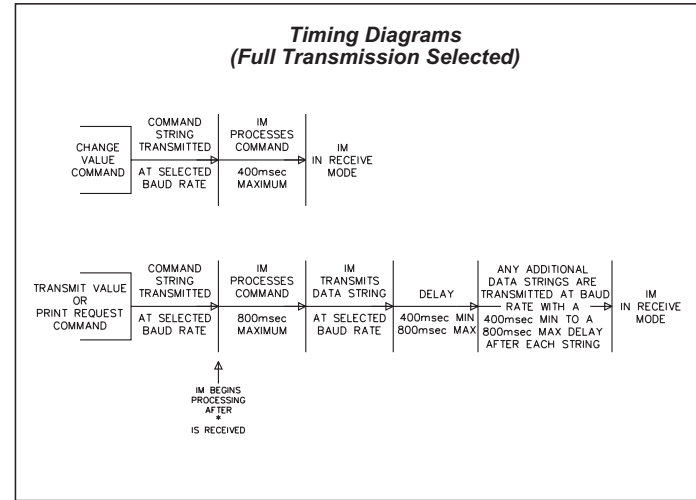 Timing Diagrams
(Full Transmission Selected)
CHANGE
VALUE
COMMAND
COMMAND
STRING
TRANSMITTED
AT SELECTED
BAUD RATE
IM
PROCESSES
COMMAND
400msec
MAXIMUM
IM
IN RECEIVE
MODE
TRANSMIT VALUE
OR
PRINT REQUEST
COMMAND
COMMAND
STRING
TRANSMITTED
AT SELECTED
BAUD RATE
IM
PROCESSES
COMMAND
800msec
MAXIMUM
IM
TRANSMITS
DATA STRING
AT SELECTED
BAUD RATE
DELAY
400msec MIN
800msec MAX
ANY ADDITIONAL
DATA STRINGS ARE
TRANSMITTED AT BAUD
RATE WITH A
400msec MIN TO A
800msec MAX DELAY
AFTER EACH STRING
IM
IN RECEIVE
MODE
IM BEGINS
PROCESSING
AFTER
*
IS RECEIVED